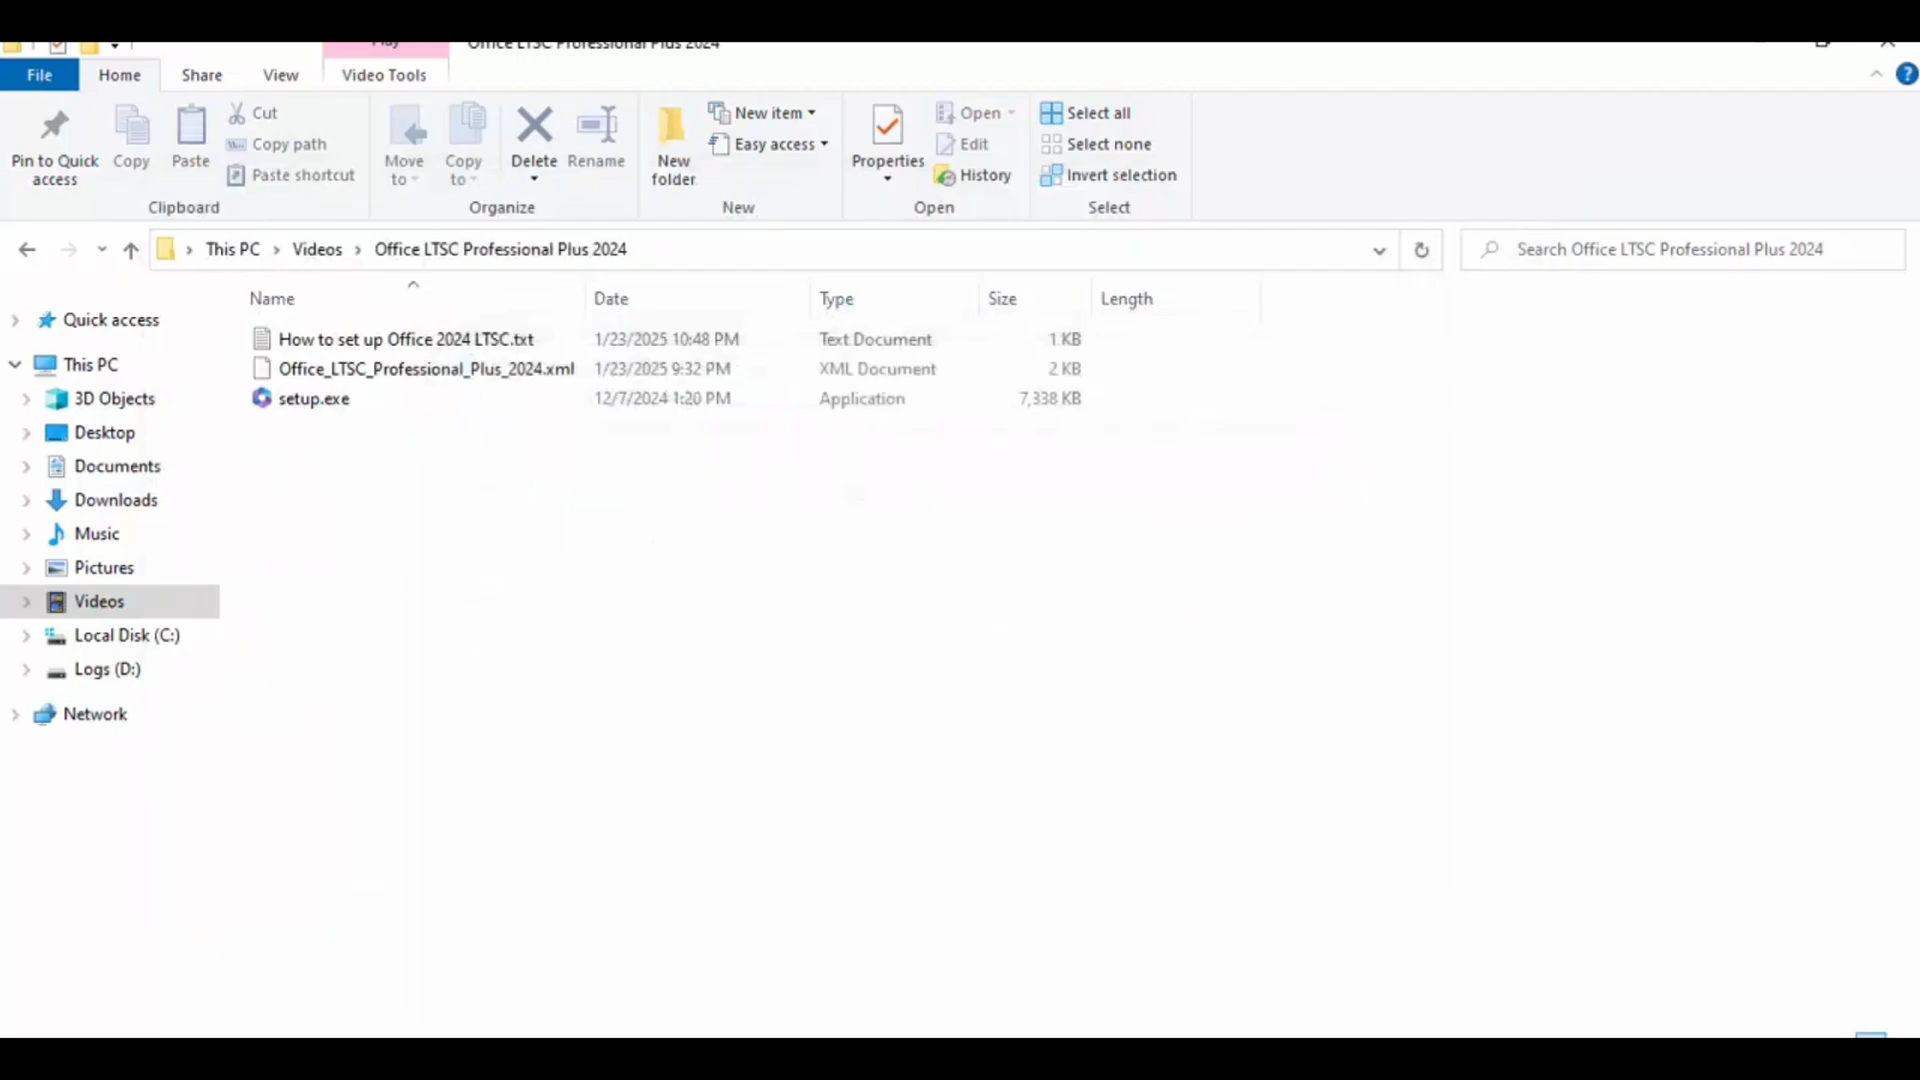 Play
Office LTSC Professional Plus 2024
File
Home
Share
View
Video Tools
Pin to Quick
access
Copy
Paste
Cut
Copy path
Paste shortcut
Clipboard
Move
to
Copy
to
Delete
Rename
Organize
New
folder
New item
Easy access
New
Properties
Open
Edit
History
Open
Select all
Select none
Invert selection
Select
This PC
Videos
Office LTSC Professional Plus 2024
Search Office LTSC Professional Plus 2024
Name
Date
Type
Size
Length
How to set up Office 2024 LTSC.txt 1/23/2025 10:48 PM Text Document 1 KB
Office_LTSC_Professional_Plus_2024.xml 1/23/2025 9:32 PM XML Document 2 KB
setup.exe 12/7/2024 1:20 PM Application 7,338 KB
Quick access
This PC
3D Objects
Desktop
Documents
Downloads
Music
Pictures
Videos
Local Disk (C:)
Logs (D:)
Network